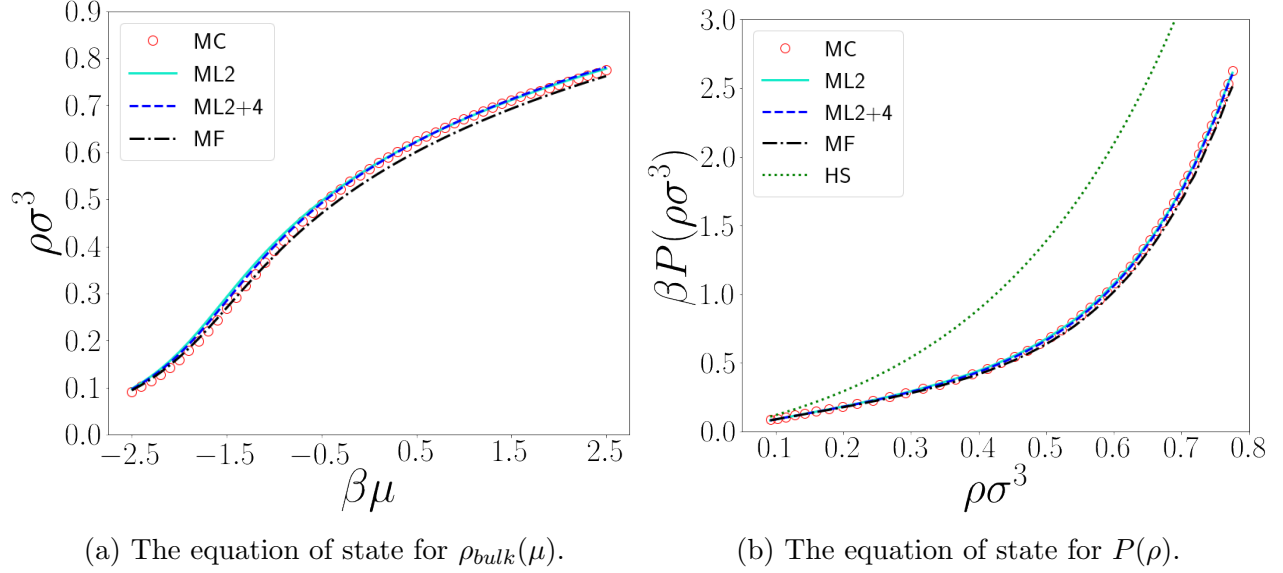 0.9
0.8
0.7
0.6
0.5
0.4
0.3
0.2
0.1
0.0
ρσ³
MC
ML2
ML2+4
MF
−2.5 −1.5 −0.5 0.5 1.5 2.5
βμ
(a) The equation of state for ρ_bulk(μ).
3.0
2.5
2.0
1.5
1.0
0.5
0.0
βP(ρσ³)
MC
ML2
ML2+4
MF
HS
0.1 0.2 0.3 0.4 0.5 0.6 0.7 0.8
ρσ³
(b) The equation of state for P(ρ).